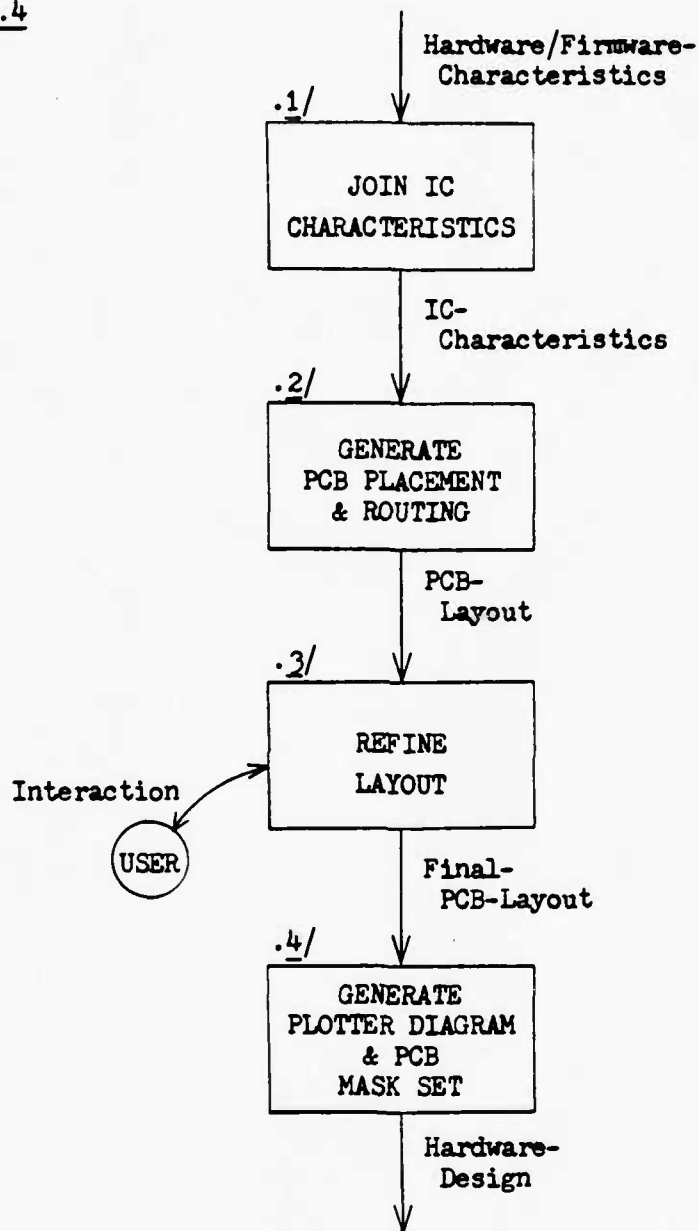 .4
Hardware/Firmware-
Characteristics
.1/
JOIN IC
CHARACTERISTICS
IC-
Characteristics
.2/
GENERATE
PCB PLACEMENT
& ROUTING
PCB-
Layout
.3/
REFINE
LAYOUT
Interaction
USER
Final-
PCB-Layout
.4/
GENERATE
PLOTTER DIAGRAM
& PCB
MASK SET
Hardware-
Design